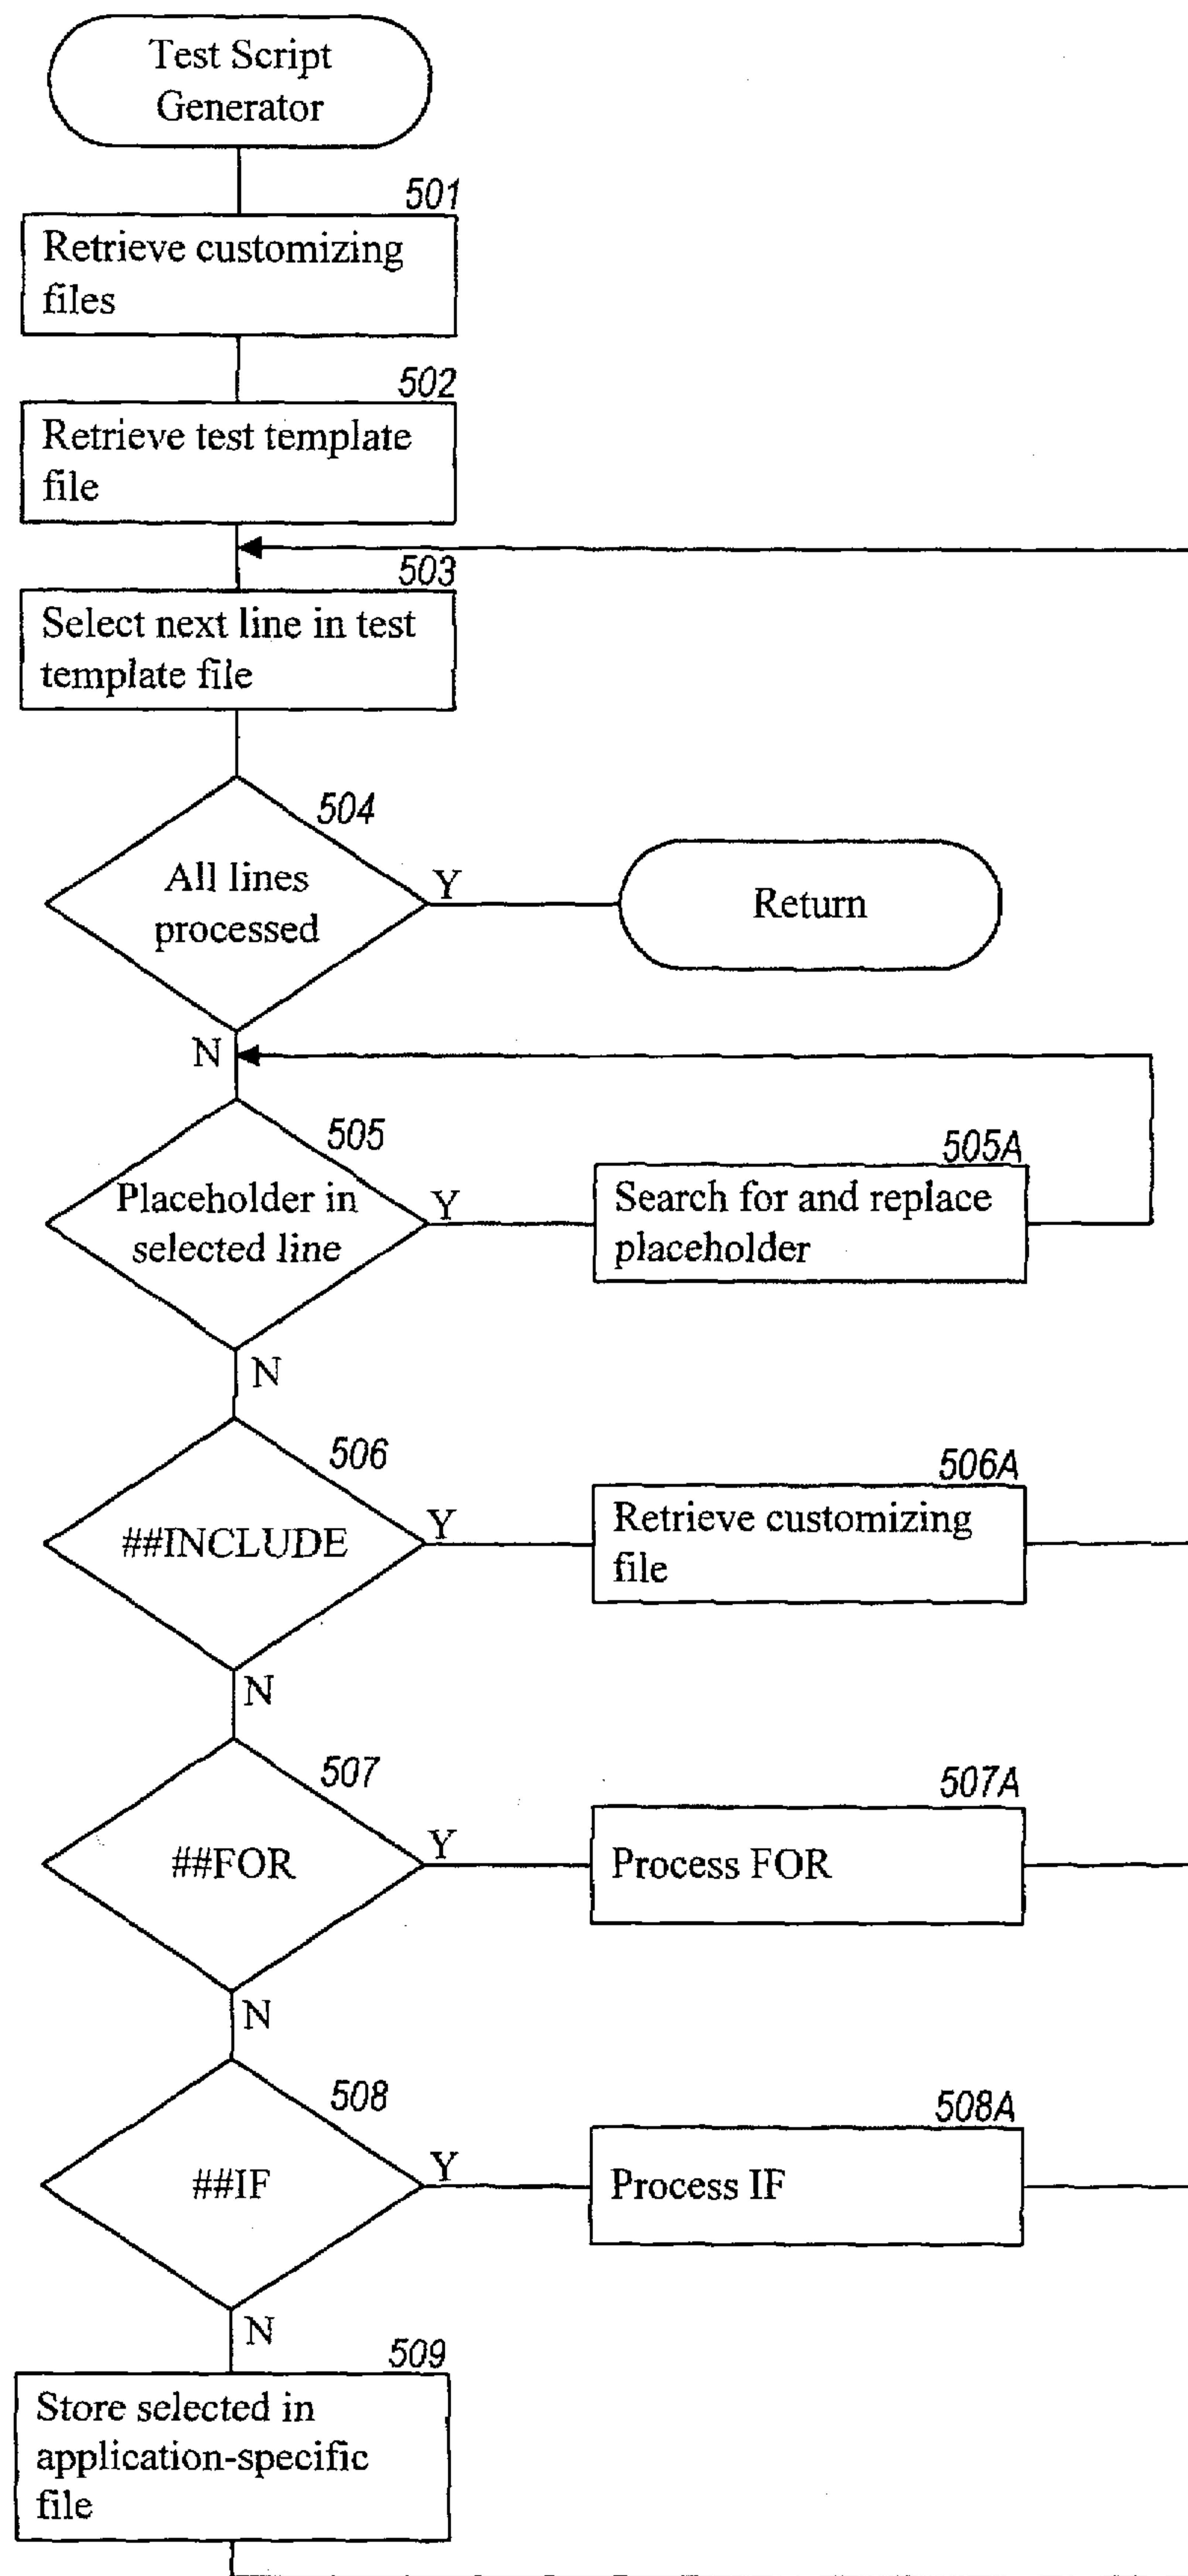 Test Script
Generator
501
Retrieve customizing
files
502
Retrieve test template
file
503
Select next line in test
template file
504
All lines
processed
Y
Return
N
505
Placeholder in
selected line
Y
505A
Search for and replace
placeholder
N
506
##INCLUDE
Y
506A
Retrieve customizing
file
N
507
##FOR
Y
507A
Process FOR
N
508
##IF
Y
508A
Process IF
N
509
Store selected in
application-specific
file